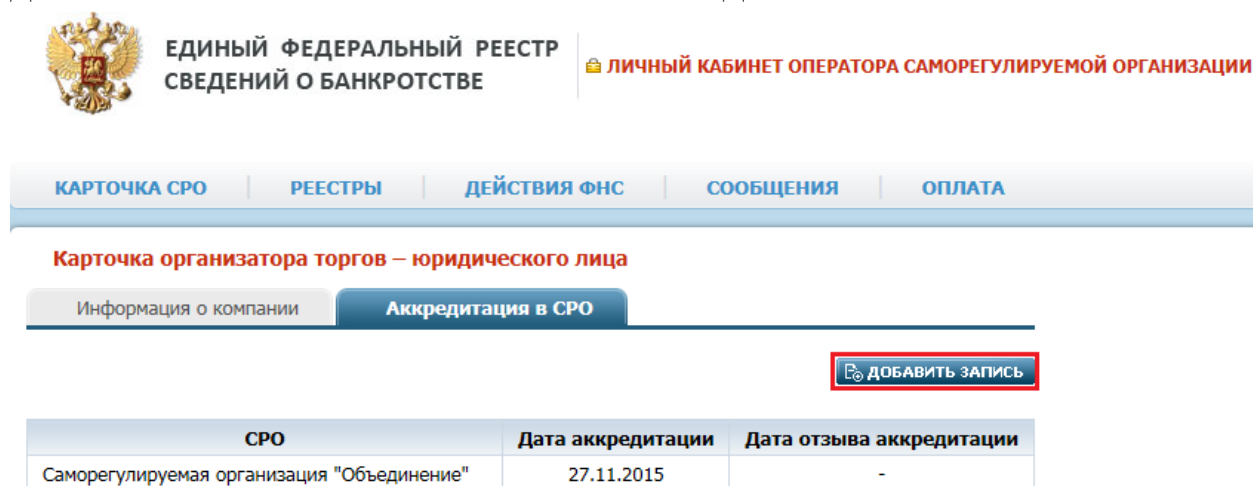 ЕДИНЫЙ ФЕДЕРАЛЬНЫЙ РЕЕСТР
СВЕДЕНИЙ О БАНКРОТСТВЕ
ЛИЧНЫЙ КАБИНЕТ ОПЕРАТОРА САМОРЕГУЛИРУЕМОЙ ОРГАНИЗАЦИИ
КАРТОЧКА СРО РЕЕСТРЫ ДЕЙСТВИЯ ФНС СООБЩЕНИЯ ОПЛАТА
Карточка организатора торгов – юридического лица
Информация о компании Аккредитация в СРО
ДОБАВИТЬ ЗАПИСЬ
СРО Дата аккредитации Дата отзыва аккредитации
Саморегулируемая организация "Объединение" 27.11.2015 -